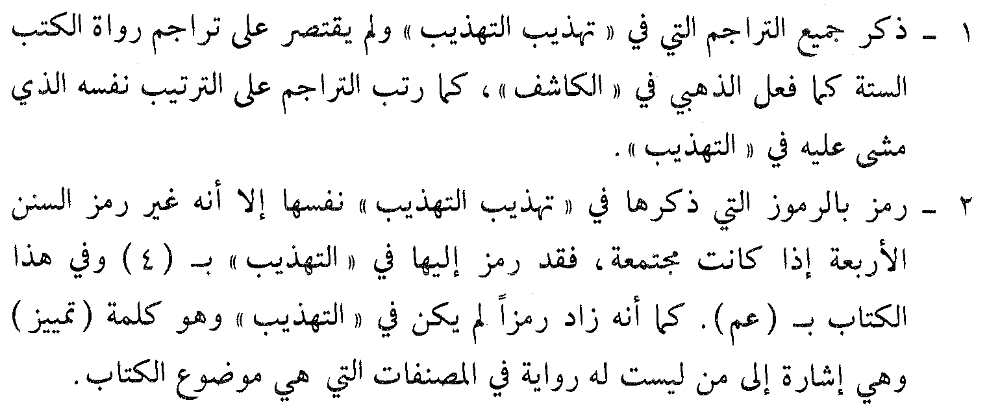 ١ ـ ذكر جميع التراجم التي في « تهذيب التهذيب » ولم يقتصر على تراجم رواة الكتب
الستة كما فعل الذهبي في « الكاشف »، كما رتب التراجم على الترتيب نفسه الذي
مشى عليه في « التهذيب ».
٢ ـ رمز بالرموز التي ذكرها في « تهذيب التهذيب » نفسها إلا أنه غير رمز السنن
الأربعة إذا كانت مجتمعة، فقد رمز إليها في « التهذيب » بـ (٤) وفي هذا
الكتاب بـ (عم). كما أنه زاد رمزاً لم يكن في « التهذيب » وهو كلمة (تمييز)
وهي إشارة إلى من ليست له رواية في المصنفات التي هي موضوع الكتاب.